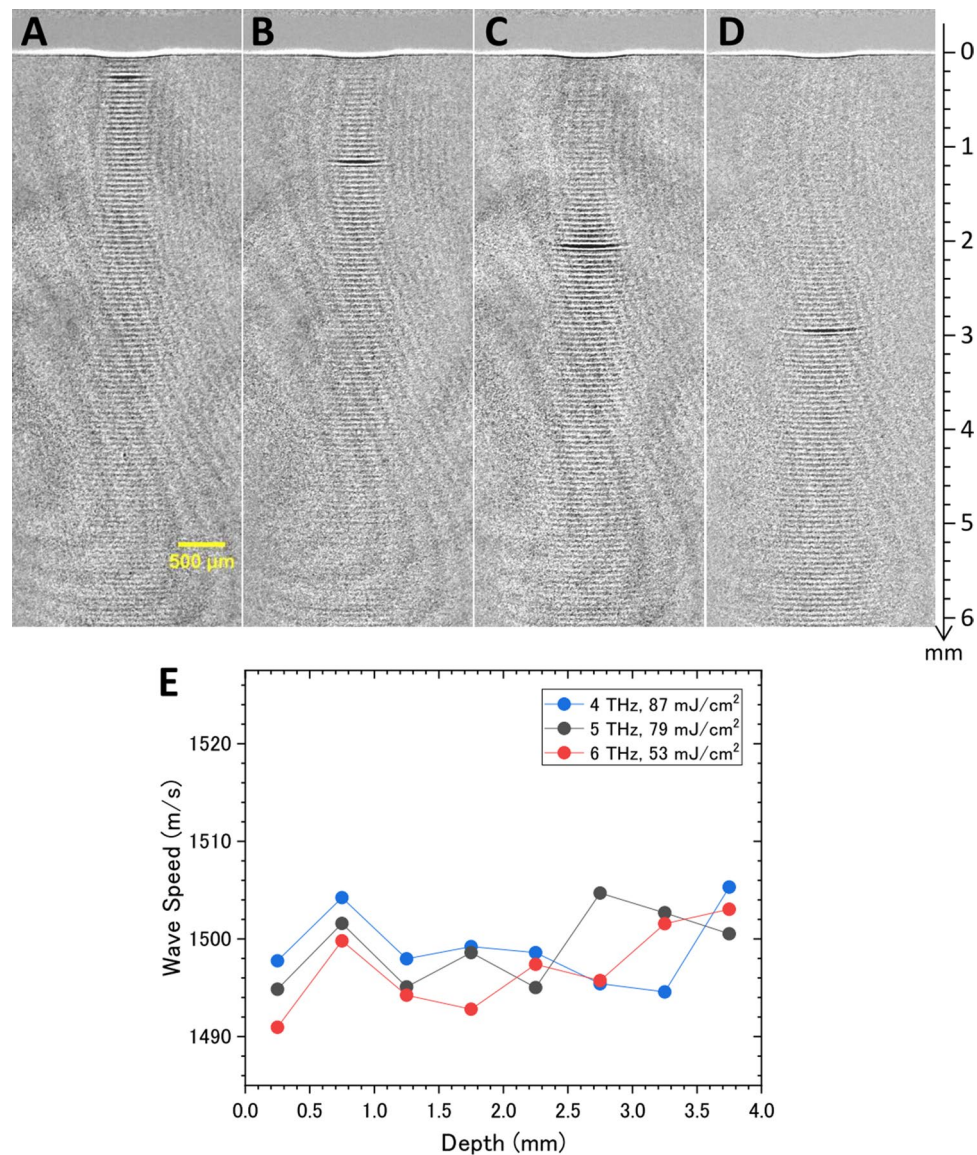 A B C D
0
1
2
3
4
5
6
mm
500 μm
E
4 THz, 87 mJ/cm²
5 THz, 79 mJ/cm²
6 THz, 53 mJ/cm²
1520
1510
1500
1490
Wave Speed (m/s)
0.0 0.5 1.0 1.5 2.0 2.5 3.0 3.5 4.0
Depth (mm)